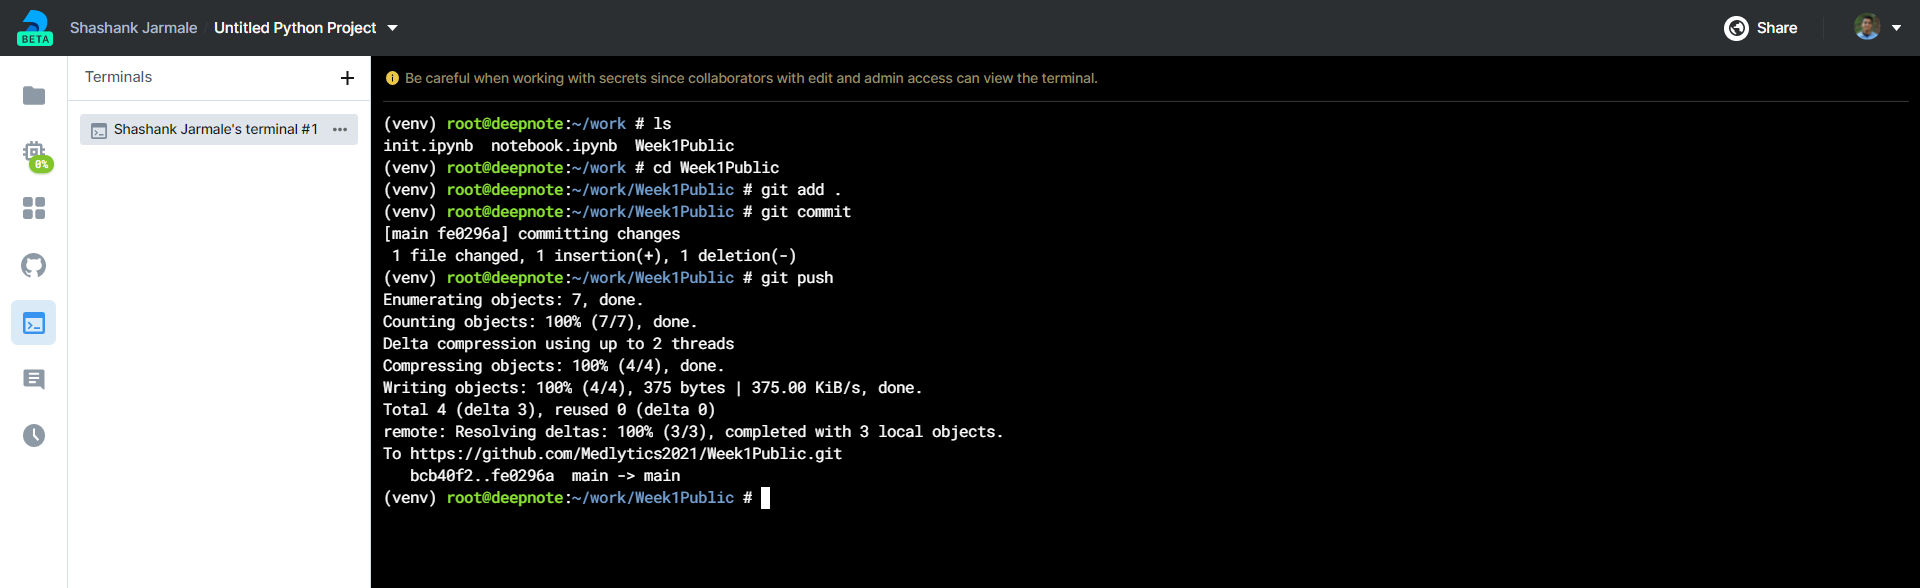 BETA
Shashank Jarmale / Untitled Python Project
Share
Terminals +
Shashank Jarmale's terminal #1 ...
0%
Be careful when working with secrets since collaborators with edit and admin access can view the terminal.
(venv) root@deepnote:~/work # ls
init.ipynb  notebook.ipynb  Week1Public
(venv) root@deepnote:~/work # cd Week1Public
(venv) root@deepnote:~/work/Week1Public # git add .
(venv) root@deepnote:~/work/Week1Public # git commit
[main fe0296a] committing changes
 1 file changed, 1 insertion(+), 1 deletion(-)
(venv) root@deepnote:~/work/Week1Public # git push
Enumerating objects: 7, done.
Counting objects: 100% (7/7), done.
Delta compression using up to 2 threads
Compressing objects: 100% (4/4), done.
Writing objects: 100% (4/4), 375 bytes | 375.00 KiB/s, done.
Total 4 (delta 3), reused 0 (delta 0)
remote: Resolving deltas: 100% (3/3), completed with 3 local objects.
To https://github.com/Medlytics2021/Week1Public.git
   bcb40f2..fe0296a  main -> main
(venv) root@deepnote:~/work/Week1Public #